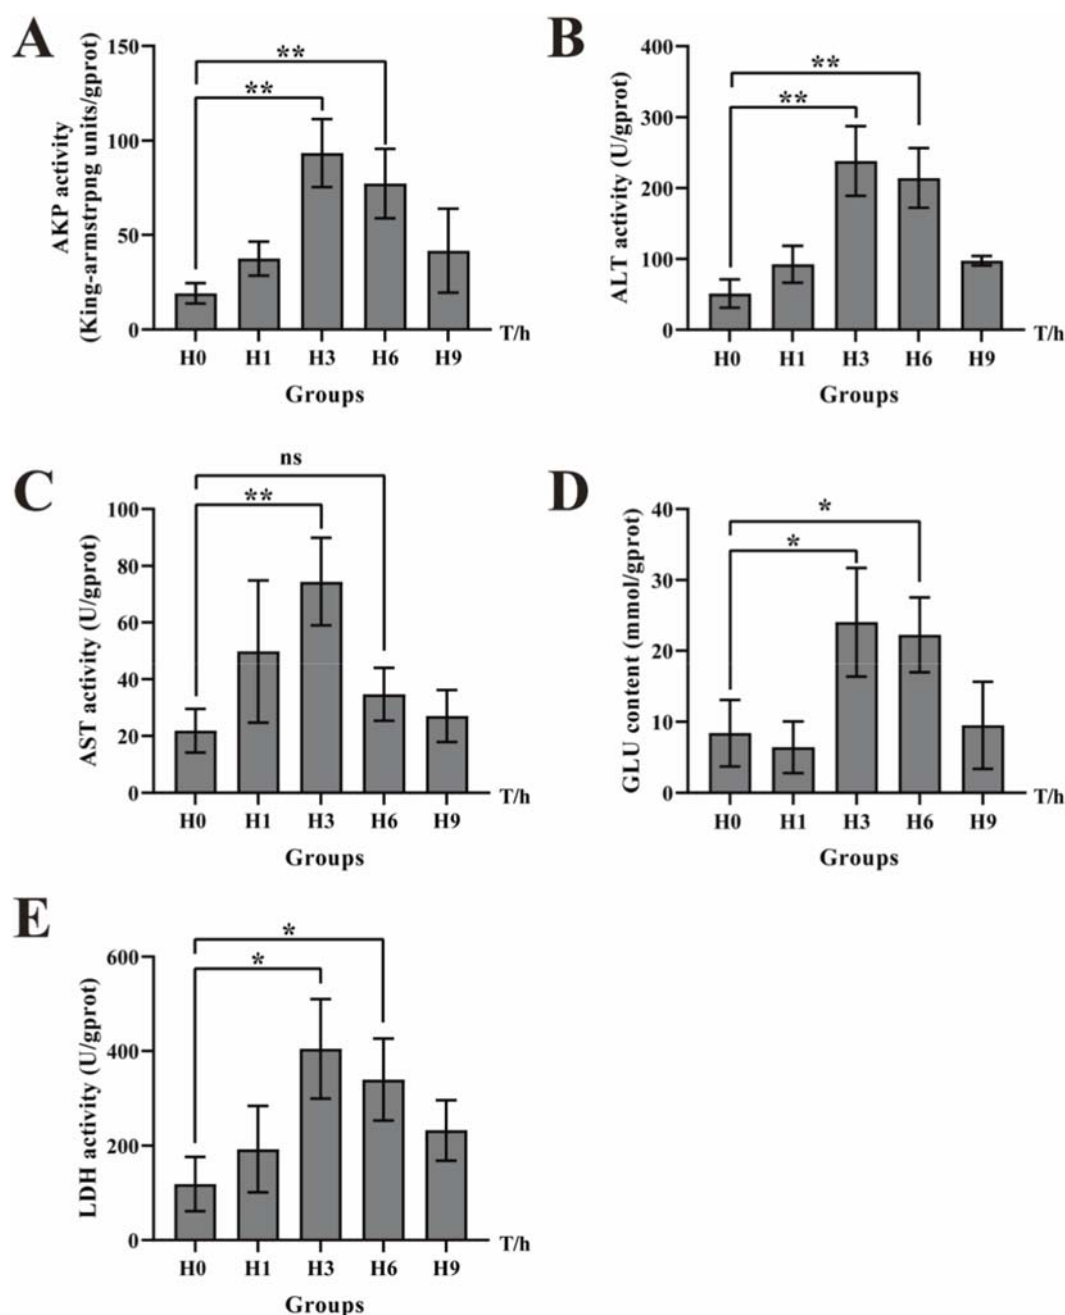 A
AKP activity
(King-armstrpng units/gprot)
150
100
50
0
**
**
H0 H1 H3 H6 H9
T/h
Groups
B
ALT activity (U/gprot)
400
300
200
100
0
**
**
H0 H1 H3 H6 H9
T/h
Groups
C
AST activity (U/gprot)
100
80
60
40
20
0
ns
**
H0 H1 H3 H6 H9
T/h
Groups
D
GLU content (mmol/gprot)
40
30
20
10
0
*
*
H0 H1 H3 H6 H9
T/h
Groups
E
LDH activity (U/gprot)
600
400
200
0
*
*
H0 H1 H3 H6 H9
T/h
Groups